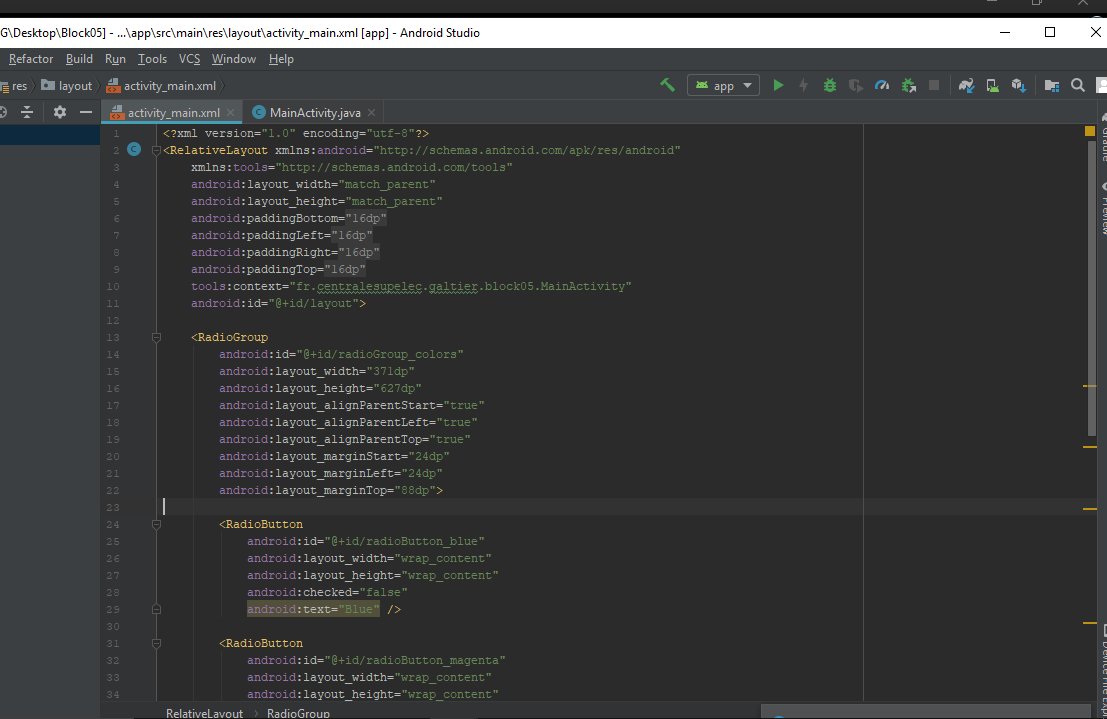 G\Desktop\Block05] - ...\app\src\main\res\layout\activity_main.xml [app] - Android Studio
Refactor Build Run Tools VCS Window Help
res layout activity_main.xml app
activity_main.xml MainActivity.java
1 <?xml version="1.0" encoding="utf-8"?>
2 <RelativeLayout xmlns:android="http://schemas.android.com/apk/res/android"
3 xmlns:tools="http://schemas.android.com/tools"
4 android:layout_width="match_parent"
5 android:layout_height="match_parent"
6 android:paddingBottom="16dp"
7 android:paddingLeft="16dp"
8 android:paddingRight="16dp"
9 android:paddingTop="16dp"
10 tools:context="fr.centralesupelec.galtier.block05.MainActivity"
11 android:id="@+id/layout">
12
13 <RadioGroup
14 android:id="@+id/radioGroup_colors"
15 android:layout_width="371dp"
16 android:layout_height="627dp"
17 android:layout_alignParentStart="true"
18 android:layout_alignParentLeft="true"
19 android:layout_alignParentTop="true"
20 android:layout_marginStart="24dp"
21 android:layout_marginLeft="24dp"
22 android:layout_marginTop="88dp">
23
24 <RadioButton
25 android:id="@+id/radioButton_blue"
26 android:layout_width="wrap_content"
27 android:layout_height="wrap_content"
28 android:checked="false"
29 android:text="Blue" />
30
31 <RadioButton
32 android:id="@+id/radioButton_magenta"
33 android:layout_width="wrap_content"
34 android:layout_height="wrap_content"
RelativeLayout RadioGroup